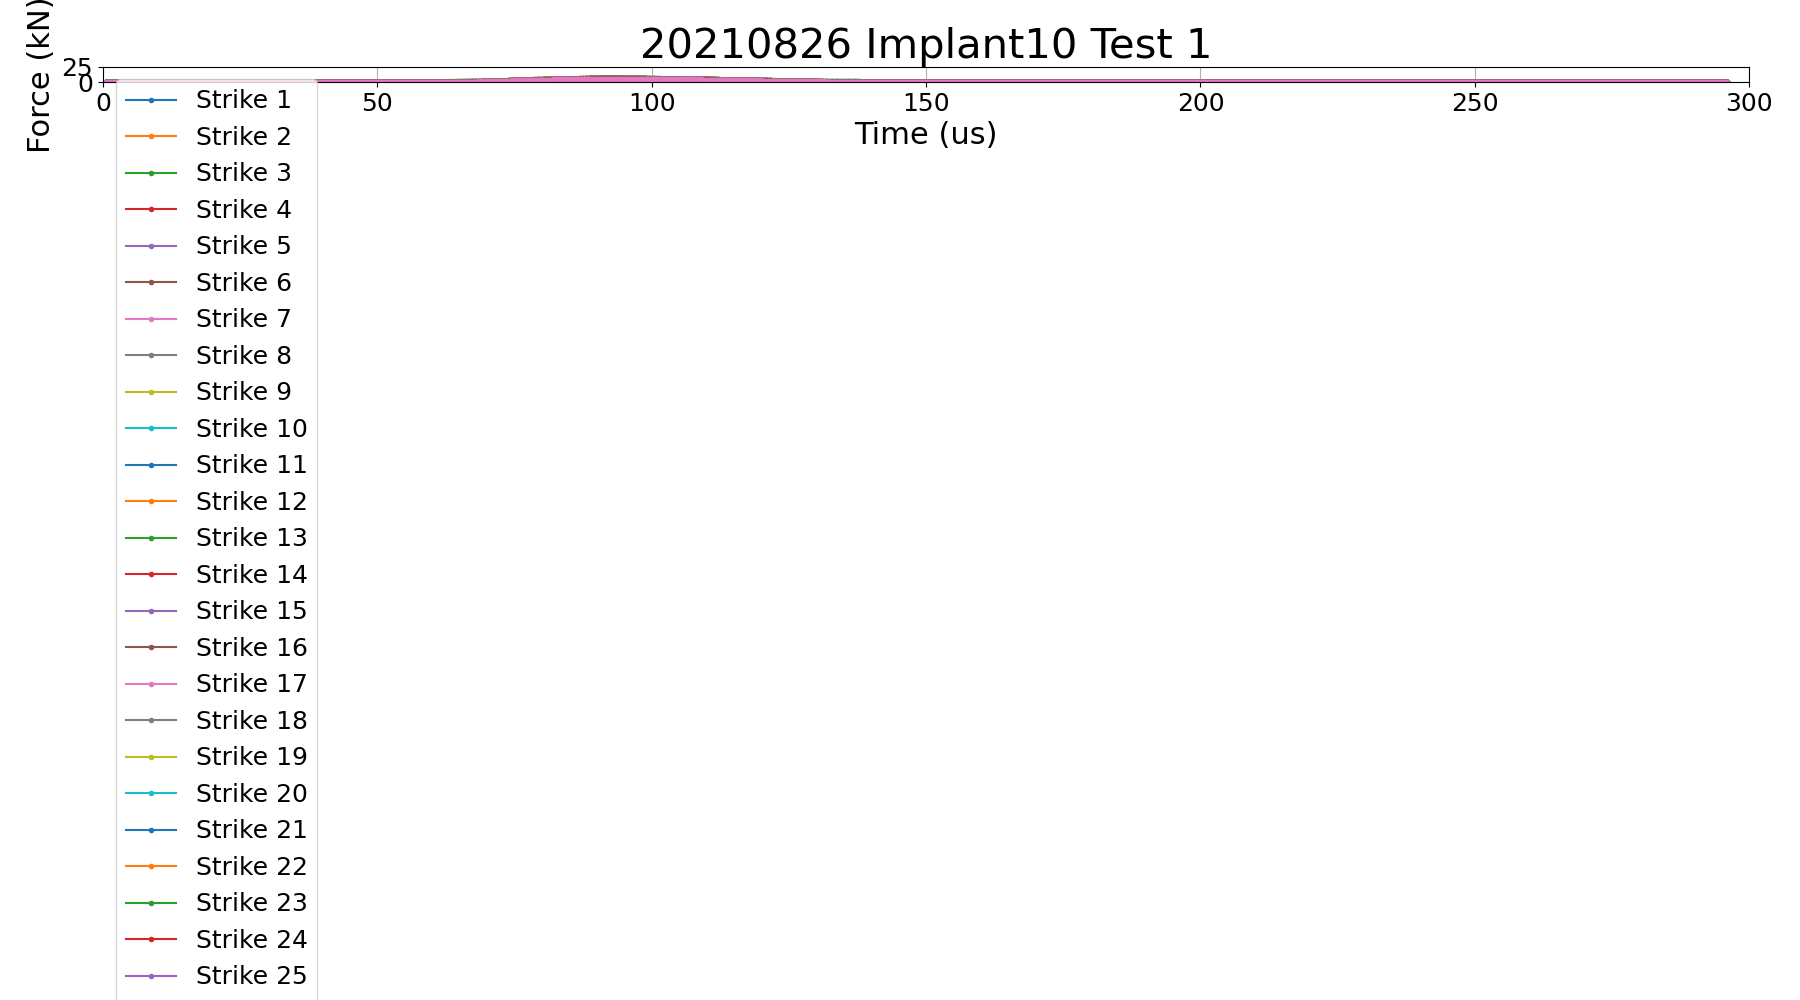 20210826 Implant10 Test 1
Force (kN)
25
0
0 50 100 150 200 250 300
Time (us)
Strike 1
Strike 2
Strike 3
Strike 4
Strike 5
Strike 6
Strike 7
Strike 8
Strike 9
Strike 10
Strike 11
Strike 12
Strike 13
Strike 14
Strike 15
Strike 16
Strike 17
Strike 18
Strike 19
Strike 20
Strike 21
Strike 22
Strike 23
Strike 24
Strike 25